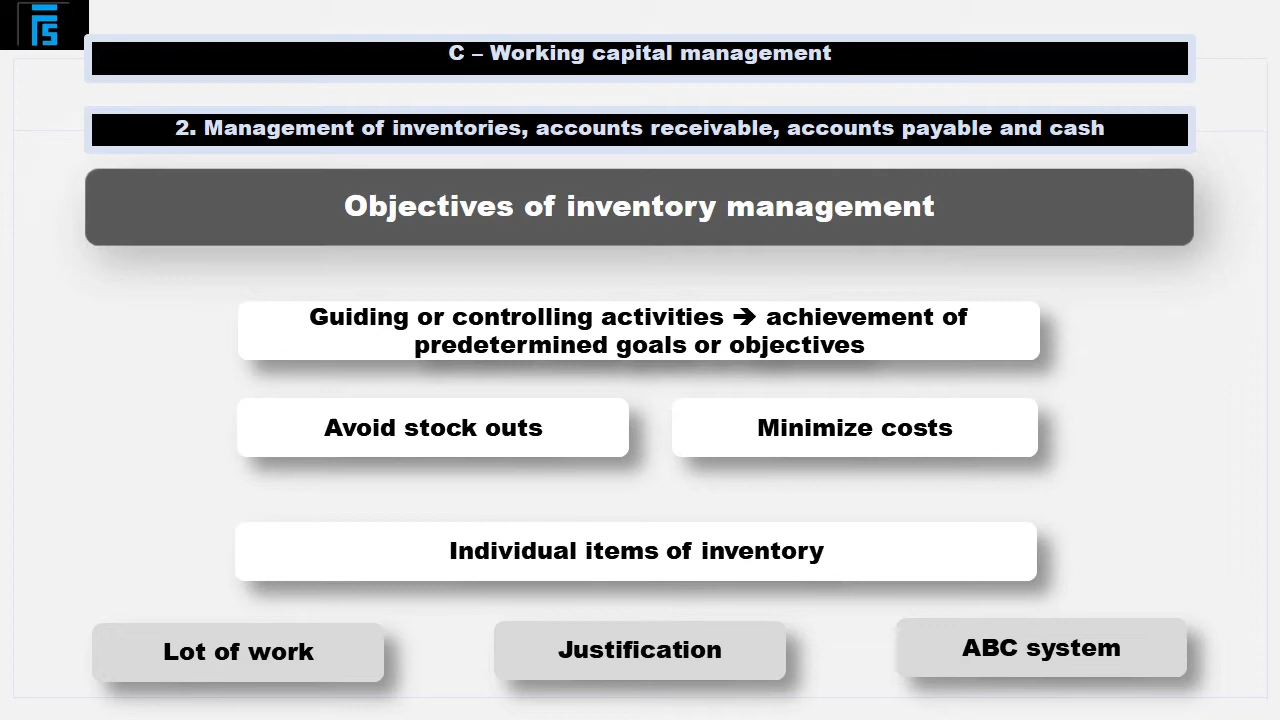 FS
C – Working capital management
2. Management of inventories, accounts receivable, accounts payable and cash
Objectives of inventory management
Guiding or controlling activities ➔ achievement of
predetermined goals or objectives
Avoid stock outs
Minimize costs
Individual items of inventory
Lot of work
Justification
ABC system